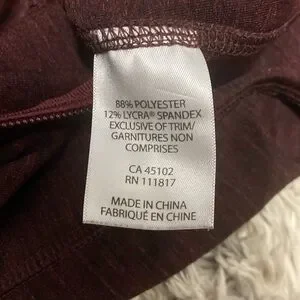 88% POLYESTER
12% LYCRA® SPANDEX
EXCLUSIVE OF TRIM/
GARNITURES NON
COMPRISES
CA 45102
RN 111817
MADE IN CHINA
FABRIQUÉ EN CHINE